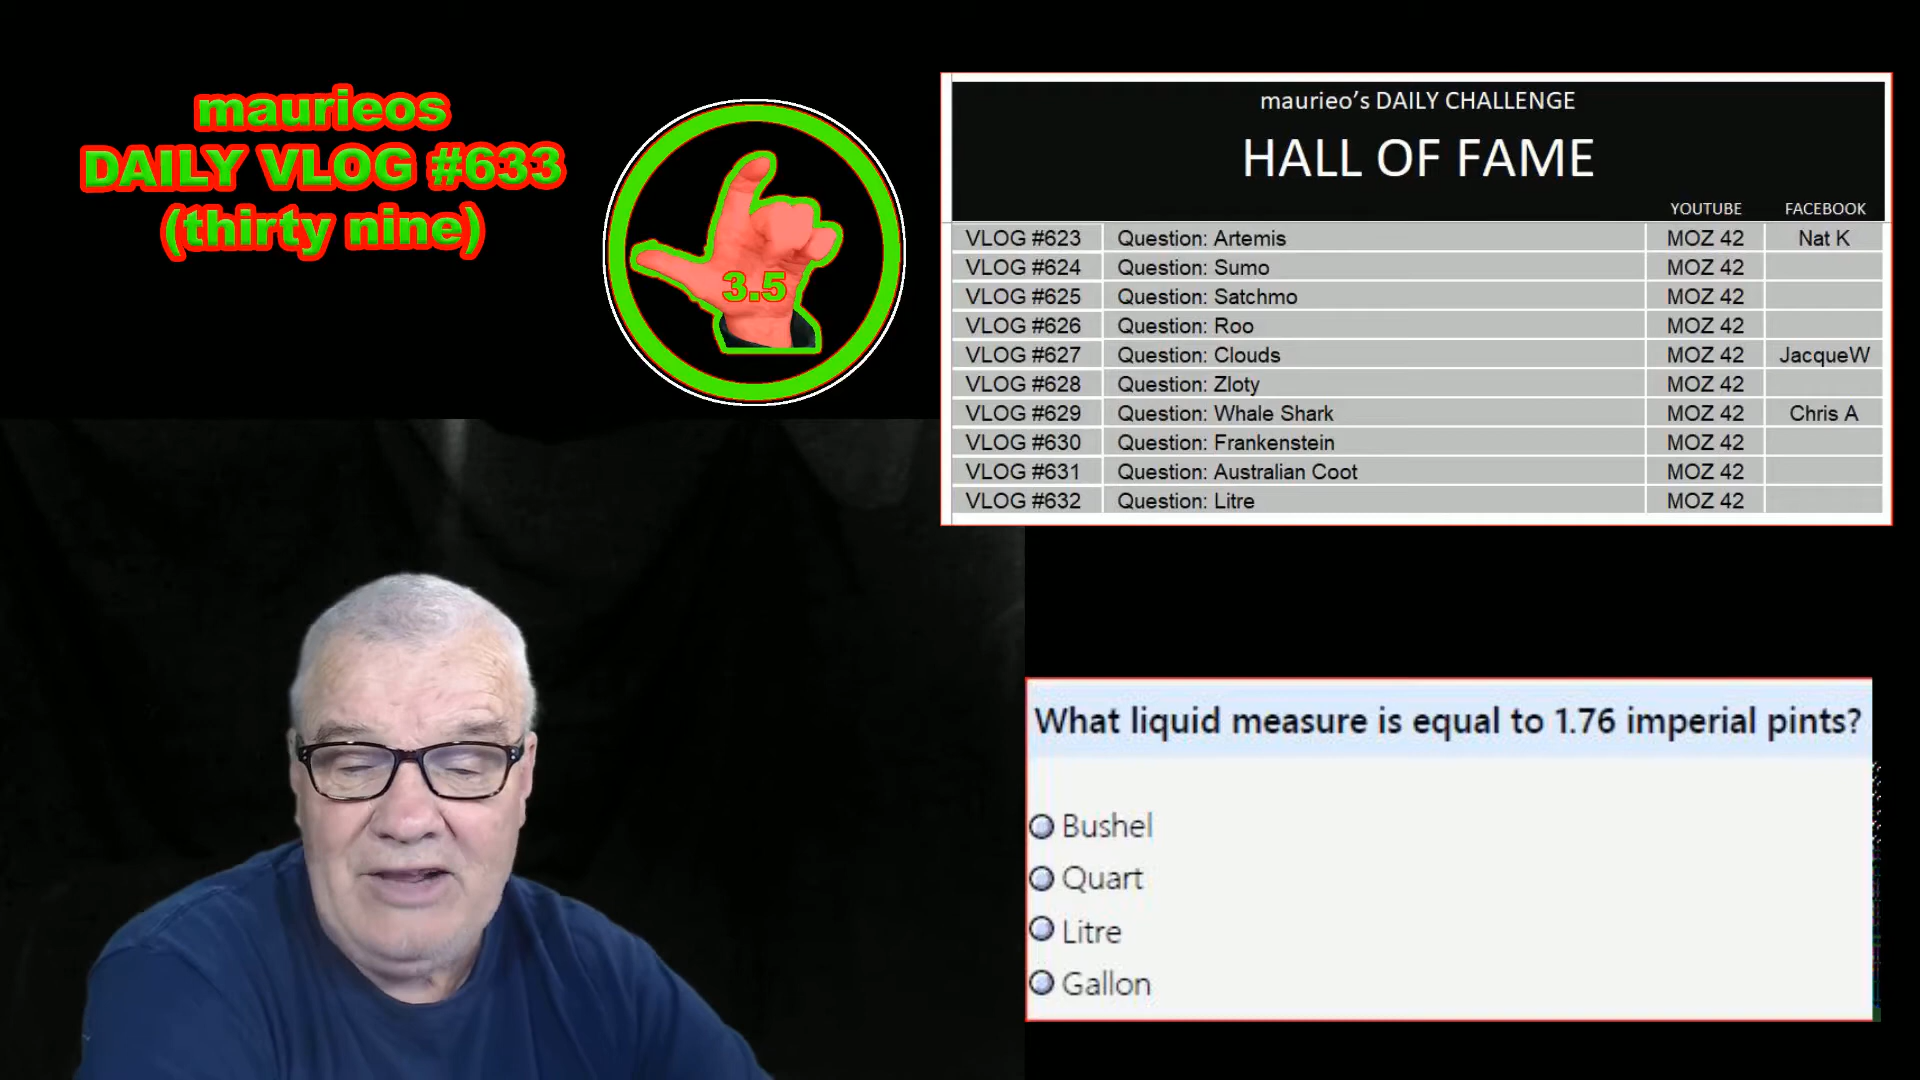 maurieos
DAILY VLOG #633
(thirty nine)
3.5
maurieo's DAILY CHALLENGE
HALL OF FAME
YOUTUBE FACEBOOK
VLOG #623 Question: Artemis MOZ 42 Nat K
VLOG #624 Question: Sumo MOZ 42
VLOG #625 Question: Satchmo MOZ 42
VLOG #626 Question: Roo MOZ 42
VLOG #627 Question: Clouds MOZ 42 JacqueW
VLOG #628 Question: Zloty MOZ 42
VLOG #629 Question: Whale Shark MOZ 42 Chris A
VLOG #630 Question: Frankenstein MOZ 42
VLOG #631 Question: Australian Coot MOZ 42
VLOG #632 Question: Litre MOZ 42
What liquid measure is equal to 1.76 imperial pints?
Bushel
Quart
Litre
Gallon